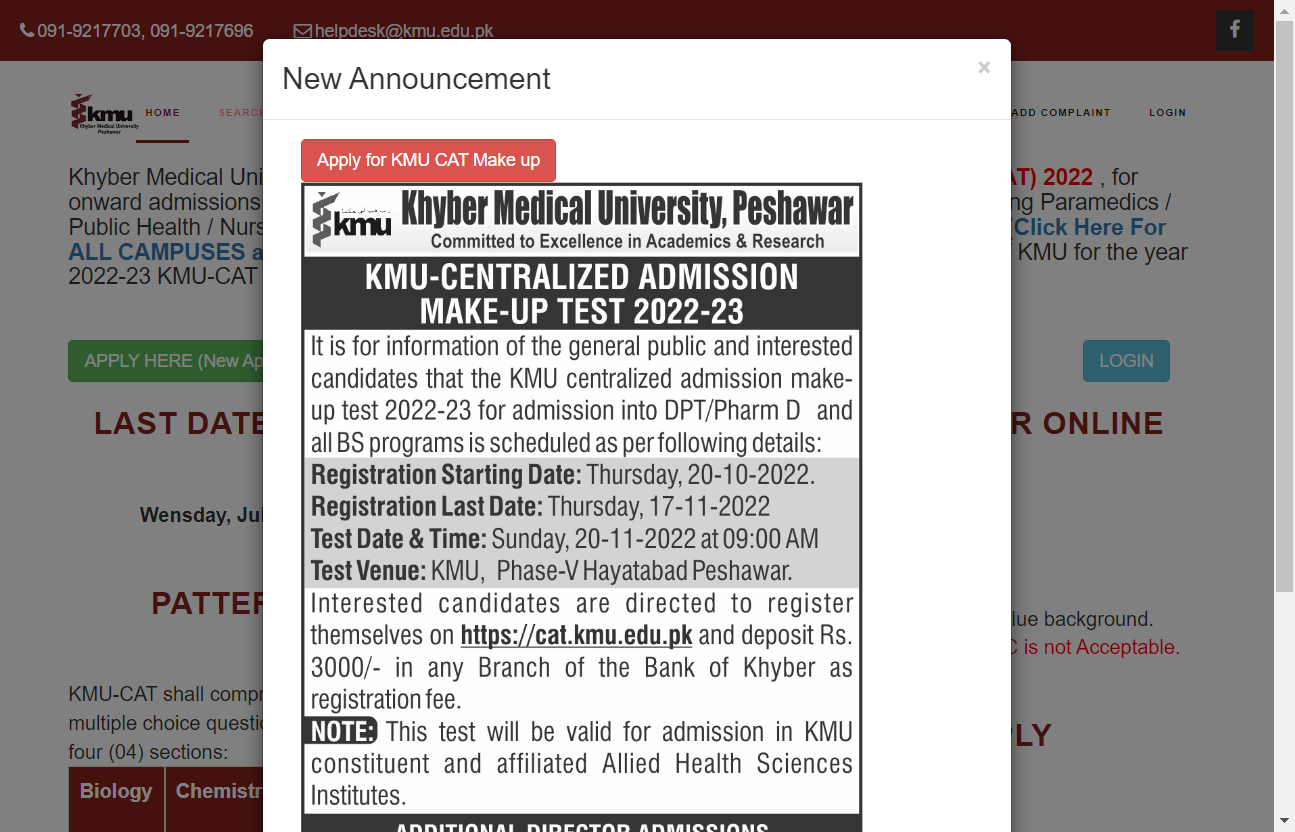 091-9217703, 091-9217696
helpdesk@kmu.edu.pk
New Announcement
×
kmu
Khyber Medical University
Peshawar
HOME
SEARCH
ADD COMPLAINT
LOGIN
Apply for KMU CAT Make up
Khyber Medical Uni
AT) 2022 , for
onward admissions
ng Paramedics /
Public Health / Nurs
Click Here For
ALL CAMPUSES a
KMU for the year
2022-23 KMU-CAT
kmu
Khyber Medical University, Peshawar
Committed to Excellence in Academics & Research
KMU-CENTRALIZED ADMISSION
MAKE-UP TEST 2022-23
It is for information of the general public and interested
candidates that the KMU centralized admission make-
up test 2022-23 for admission into DPT/Pharm D and
all BS programs is scheduled as per following details:
Registration Starting Date: Thursday, 20-10-2022.
Registration Last Date: Thursday, 17-11-2022
Test Date & Time: Sunday, 20-11-2022 at 09:00 AM
Test Venue: KMU, Phase-V Hayatabad Peshawar.
Interested candidates are directed to register
themselves on https://cat.kmu.edu.pk and deposit Rs.
3000/- in any Branch of the Bank of Khyber as
registration fee.
NOTE: This test will be valid for admission in KMU
constituent and affiliated Allied Health Sciences
Institutes.
ADDITIONAL DIRECTOR ADMISSIONS
APPLY HERE (New Ap
LOGIN
LAST DATE
R ONLINE
Wensday, Jul
PATTER
lue background.
C is not Acceptable.
KMU-CAT shall compr
multiple choice questio
four (04) sections:
PLY
Biology
Chemistr